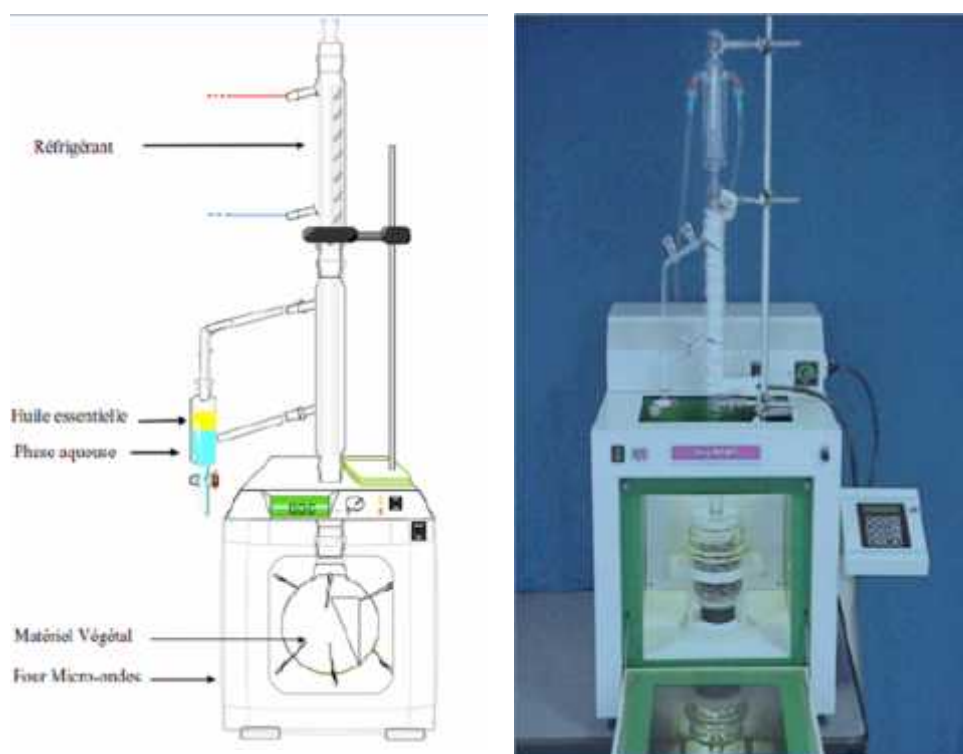 Réfrigérant
Huile essentielle
Phase aqueuse
Matériel Végétal
Four Micro-ondes